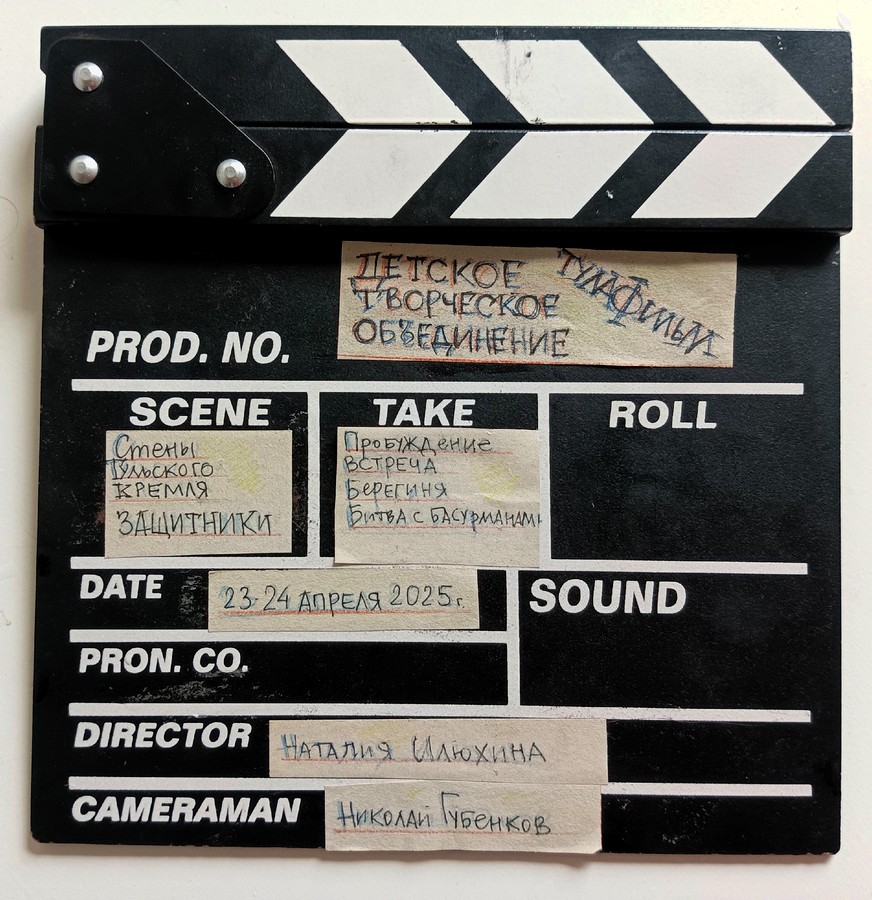 ДЕТСКОЕ
ТВОРЧЕСКОЕ
ОБЪЕДИНЕНИЕ
ТУЛАФИЛЬМ
PROD. NO.
SCENE
Стены
Тульского
Кремля
ЗАЩИТНИКИ
TAKE
Пробуждение
ВСТРЕЧА
Берегиня
Битва с басурманами
ROLL
DATE
23-24 АПРЕЛЯ 2025г.
SOUND
PRON. CO.
DIRECTOR
НАТАЛИЯ ИЛЮХИНА
CAMERAMAN
НИКОЛАЙ ГУБЕНКОВ